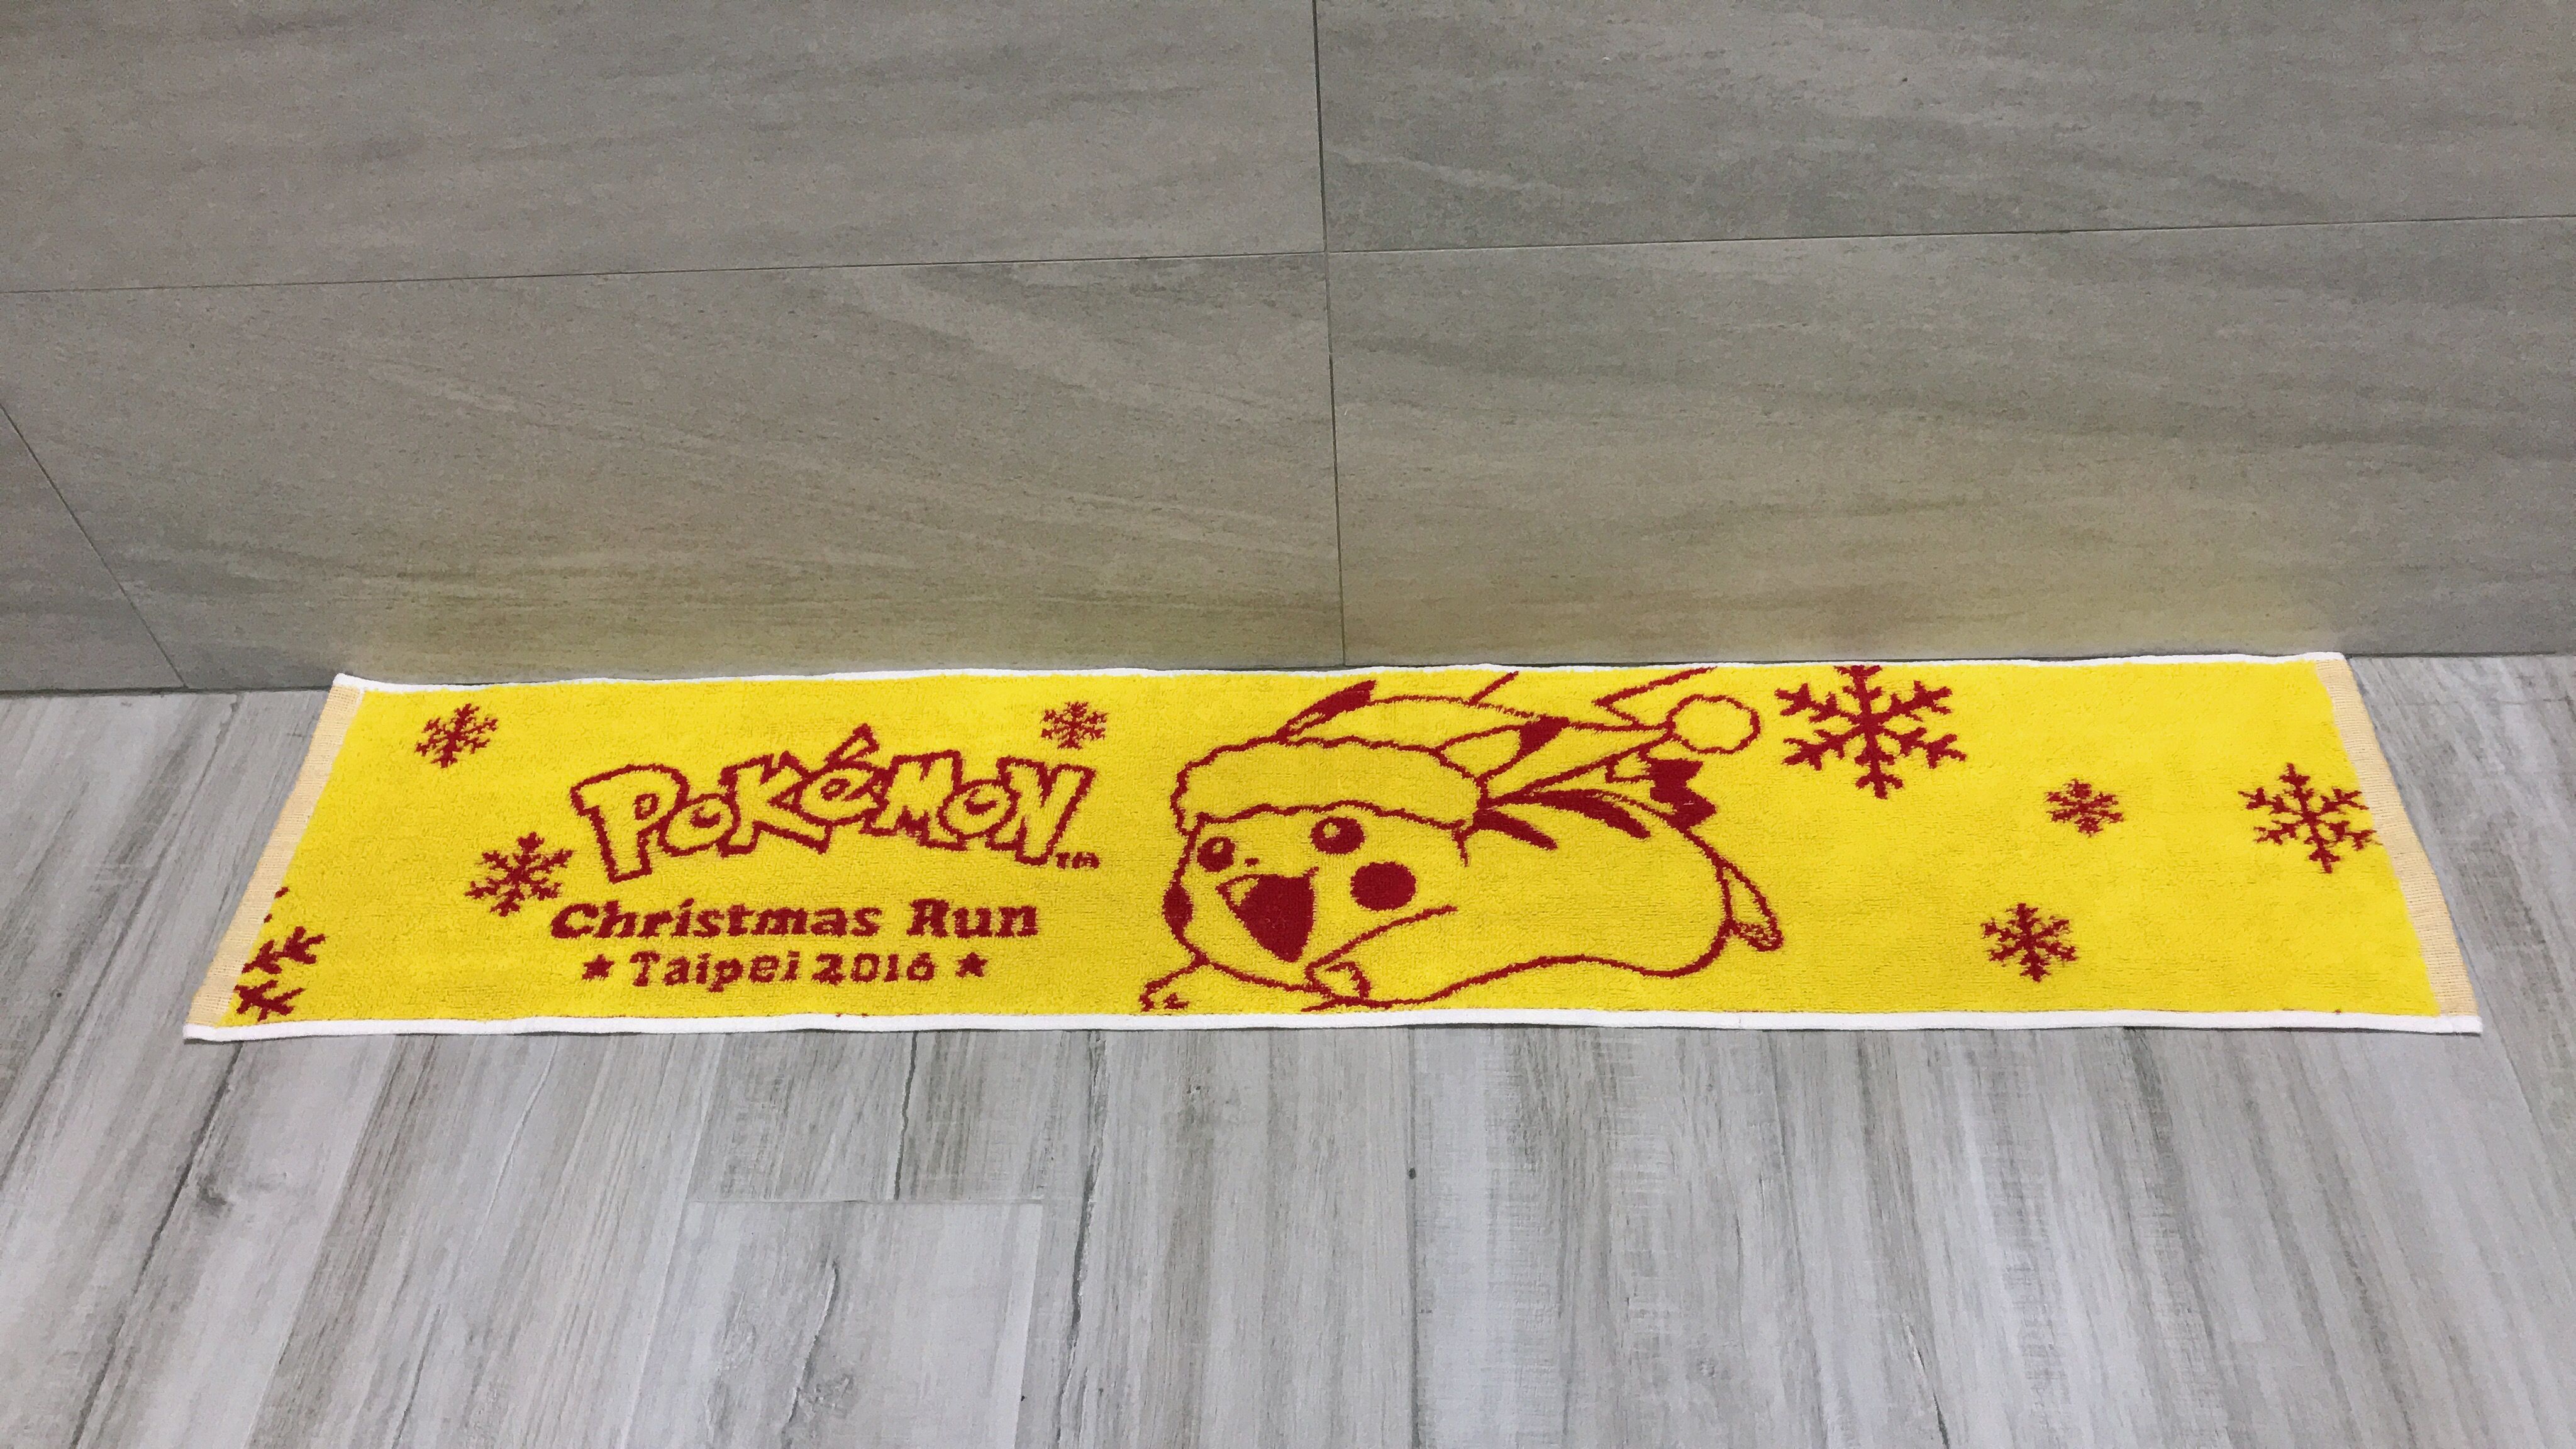 Pokémon TM
Christmas Run
★ Taipei 2016 ★